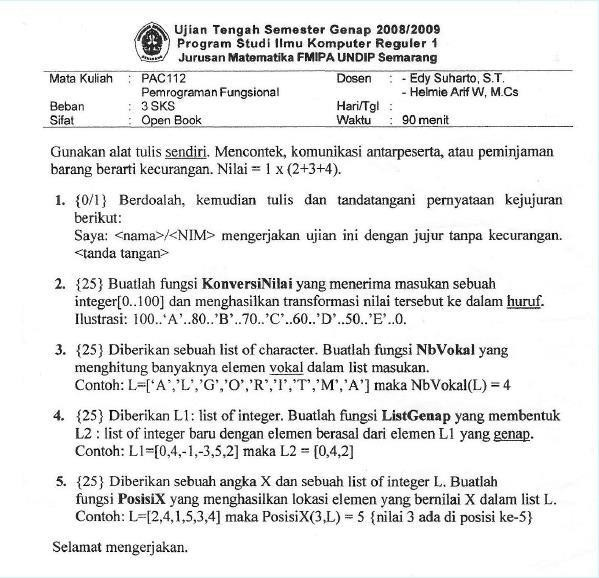 Ujian Tengah Semester Genap 2008/2009
Program Studi Ilmu Komputer Reguler 1
Jurusan Matematika FMIPA UNDIP Semarang
Mata Kuliah : PAC112 Dosen : - Edy Suharto, S.T.
Pemrograman Fungsional - Helmie Arif W, M.Cs
Beban : 3 SKS Hari/Tgl :
Sifat : Open Book Waktu : 90 menit
Gunakan alat tulis sendiri. Mencontek, komunikasi antarpeserta, atau peminjaman
barang berarti kecurangan. Nilai = 1 x (2+3+4).
1. {0/1} Berdoalah, kemudian tulis dan tandatangani pernyataan kejujuran
berikut:
Saya: <nama>/<NIM> mengerjakan ujian ini dengan jujur tanpa kecurangan.
<tanda tangan>
2. {25} Buatlah fungsi KonversiNilai yang menerima masukan sebuah
integer[0..100] dan menghasilkan transformasi nilai tersebut ke dalam huruf.
Ilustrasi: 100..‘A’..80..’B’..70..’C’..60..’D’..50..’E’..0.
3. {25} Diberikan sebuah list of character. Buatlah fungsi NbVokal yang
menghitung banyaknya elemen vokal dalam list masukan.
Contoh: L=[‘A’,’L’,’G’,’O’,’R’,’I’,’T’,’M’,’A’] maka NbVokal(L) = 4
4. {25} Diberikan L1: list of integer. Buatlah fungsi ListGenap yang membentuk
L2 : list of integer baru dengan elemen berasal dari elemen L1 yang genap.
Contoh: L1=[0,4,-1,-3,5,2] maka L2 = [0,4,2]
5. {25} Diberikan sebuah angka X dan sebuah list of integer L. Buatlah
fungsi PosisiX yang menghasilkan lokasi elemen yang bernilai X dalam list L.
Contoh: L=[2,4,1,5,3,4] maka PosisiX(3,L) = 5 {nilai 3 ada di posisi ke-5}
Selamat mengerjakan.